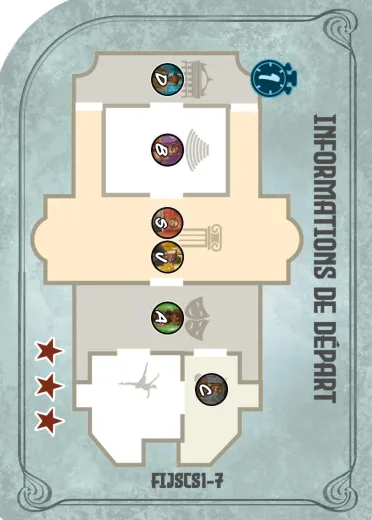 INFORMATIONS DE DÉPART
1
D
B
S
J
A
C
FIJSCS1-7